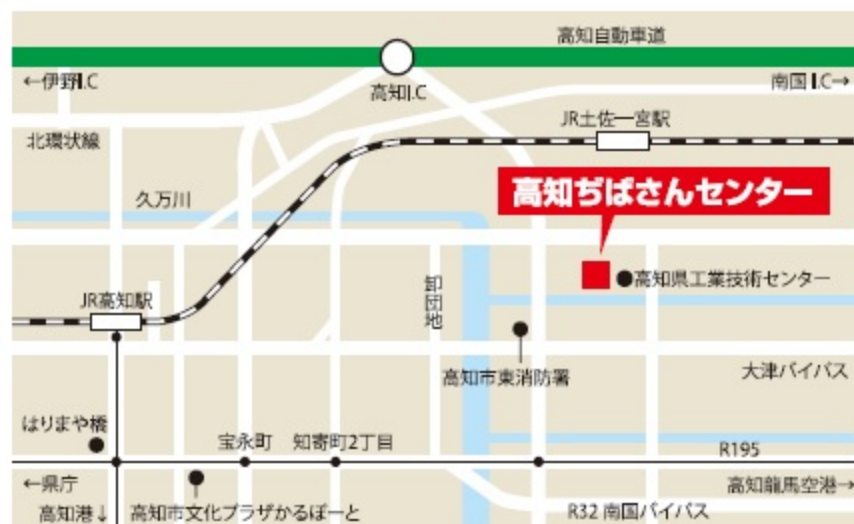 高知自動車道
←伊野I.C
高知I.C
南国I.C→
JR土佐一宮駅
北環状線
久万川
高知ぢばさんセンター
高知県工業技術センター
JR高知駅
卸団地
高知市東消防署
大津バイパス
はりまや橋
宝永町
知寄町2丁目
R195
←県庁
高知龍馬空港→
高知港↓
高知市文化プラザかるぽーと
R32 南国バイパス